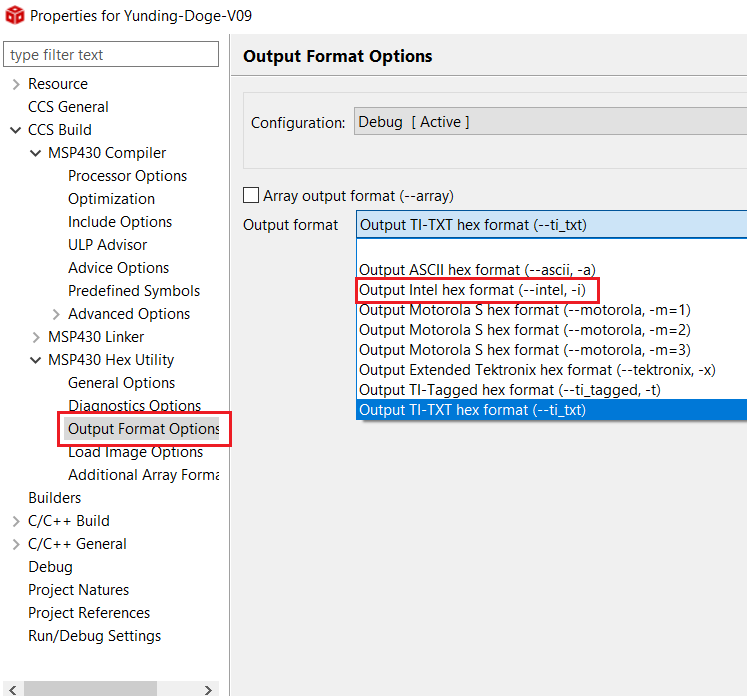 Properties for Yunding-Doge-V09
type filter text
Resource
CCS General
CCS Build
MSP430 Compiler
Processor Options
Optimization
Include Options
ULP Advisor
Advice Options
Predefined Symbols
Advanced Options
MSP430 Linker
MSP430 Hex Utility
General Options
Diagnostics Options
Output Format Options
Load Image Options
Additional Array Forma
Builders
C/C++ Build
C/C++ General
Debug
Project Natures
Project References
Run/Debug Settings
Output Format Options
Configuration: Debug [ Active ]
Array output format (--array)
Output format Output TI-TXT hex format (--ti_txt)
Output ASCII hex format (--ascii, -a)
Output Intel hex format (--intel, -i)
Output Motorola S hex format (--motorola, -m=1)
Output Motorola S hex format (--motorola, -m=2)
Output Motorola S hex format (--motorola, -m=3)
Output Extended Tektronix hex format (--tektronix, -x)
Output TI-Tagged hex format (--ti_tagged, -t)
Output TI-TXT hex format (--ti_txt)